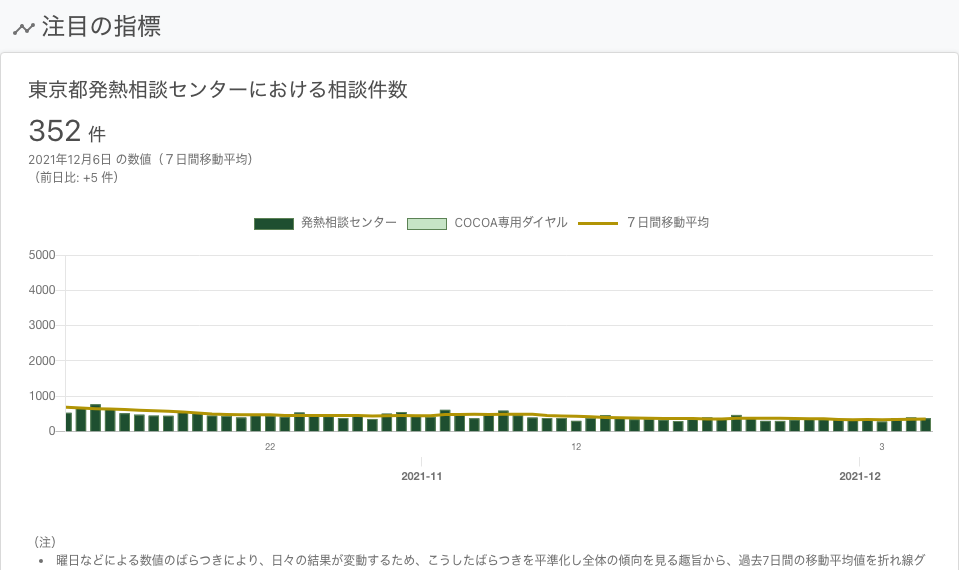 注目の指標
東京都発熱相談センターにおける相談件数
352 件
2021年12月6日 の数値（７日間移動平均）
（前日比: +5 件）
発熱相談センター COCOA専用ダイヤル ７日間移動平均
5000
4000
3000
2000
1000
0
22 12 3
2021-11 2021-12
（注）
• 曜日などによる数値のばらつきにより、日々の結果が変動するため、こうしたばらつきを平準化し全体の傾向を見る趣旨から、過去7日間の移動平均値を折れ線グ